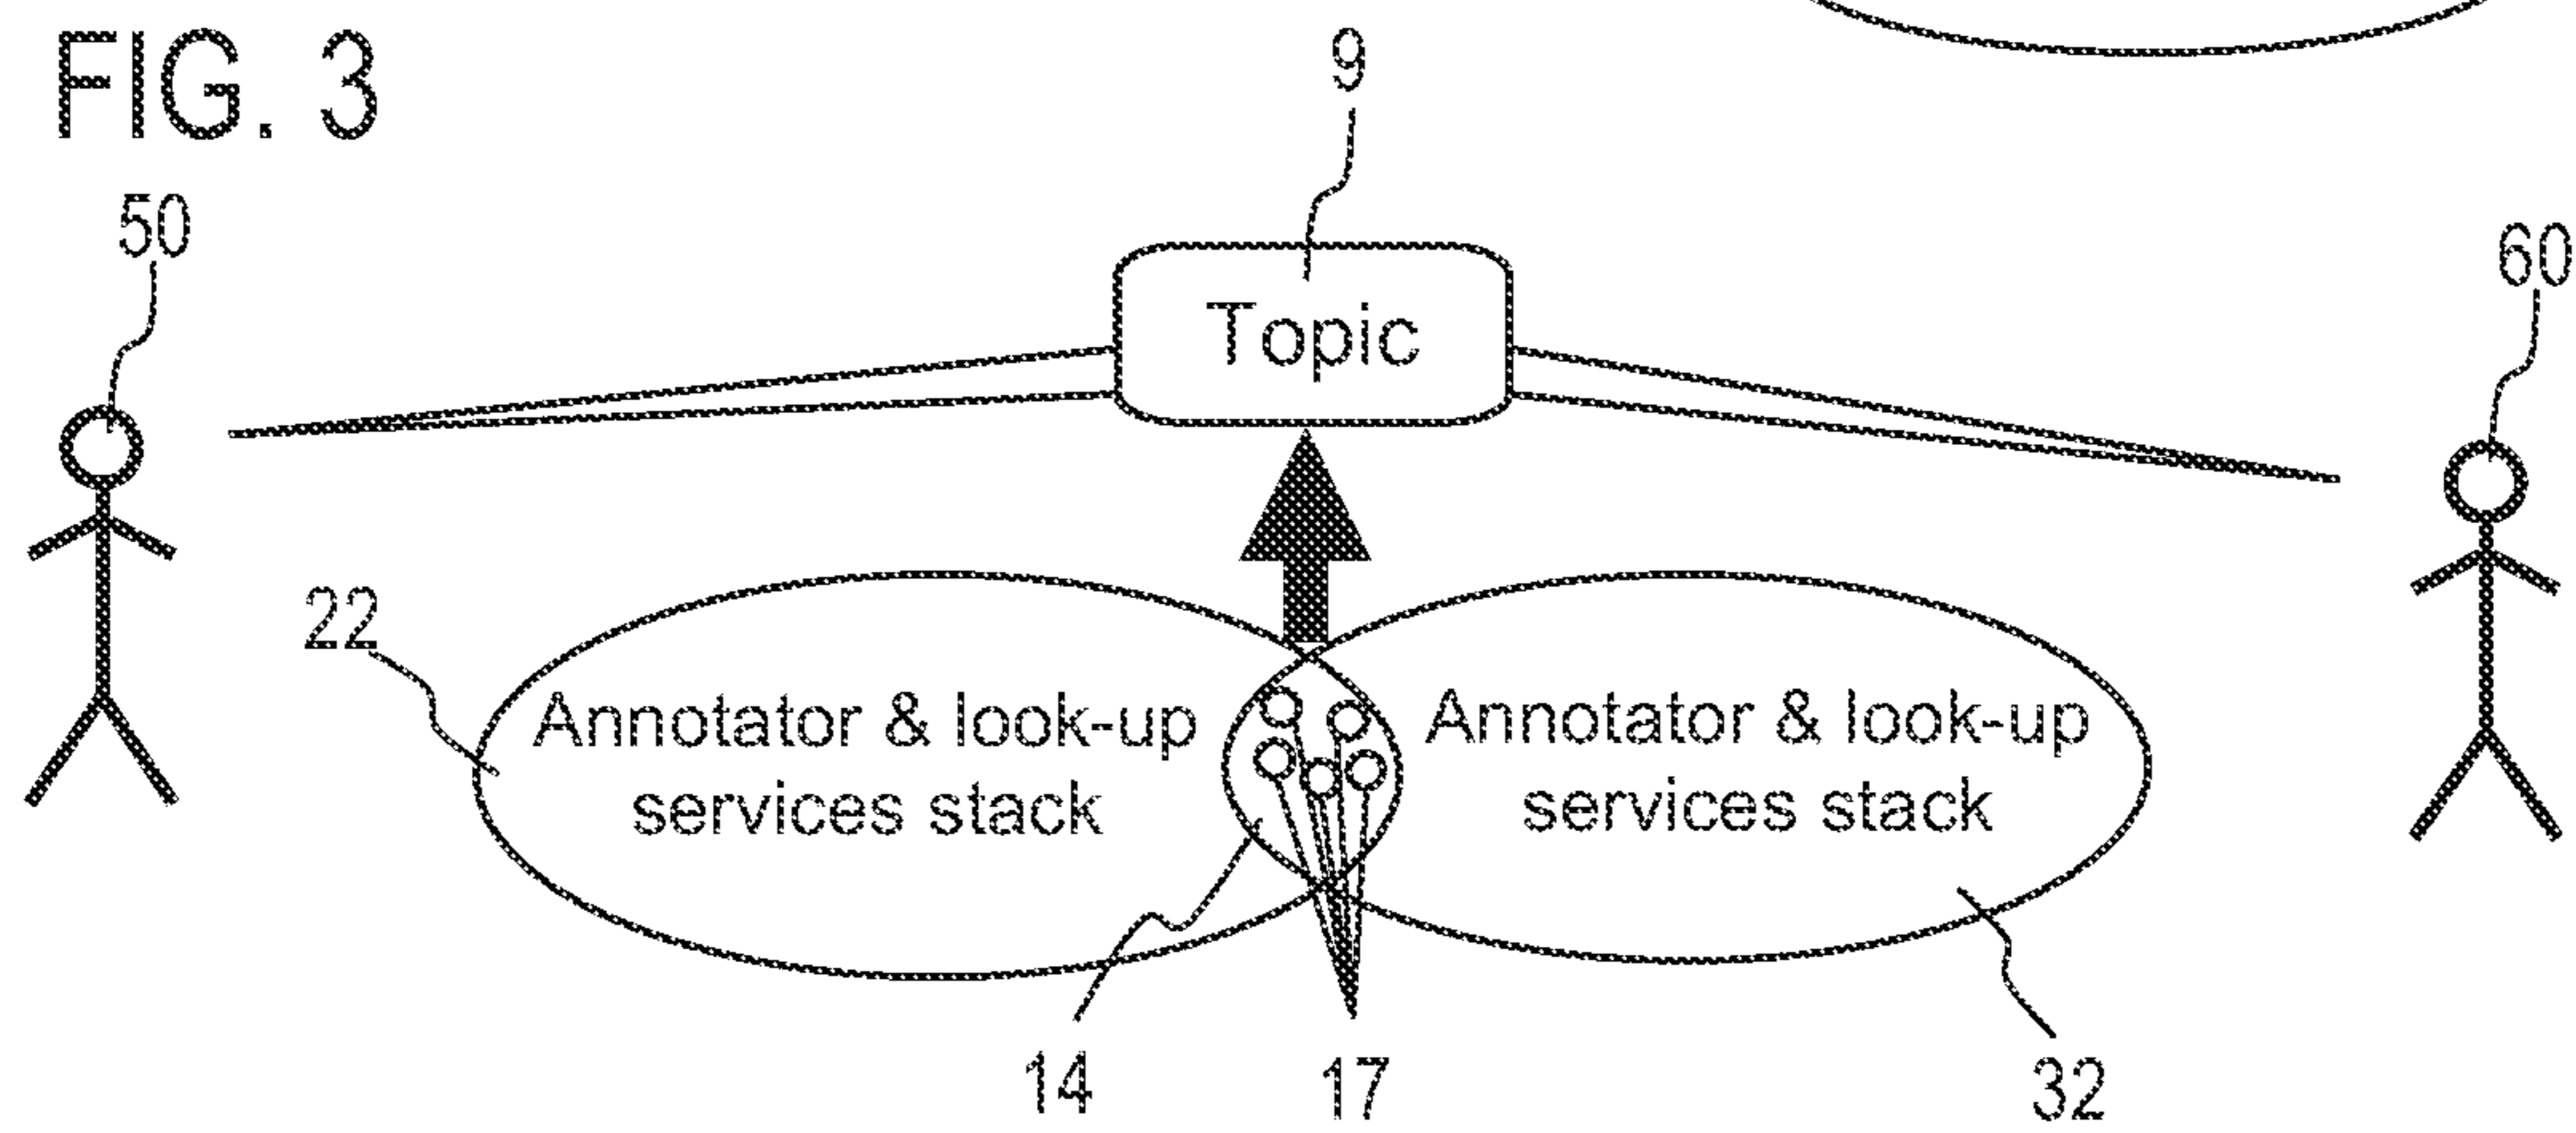 FIG. 3
9
50
60
Topic
22
Annotator & look-up
services stack
Annotator & look-up
services stack
14
17
32